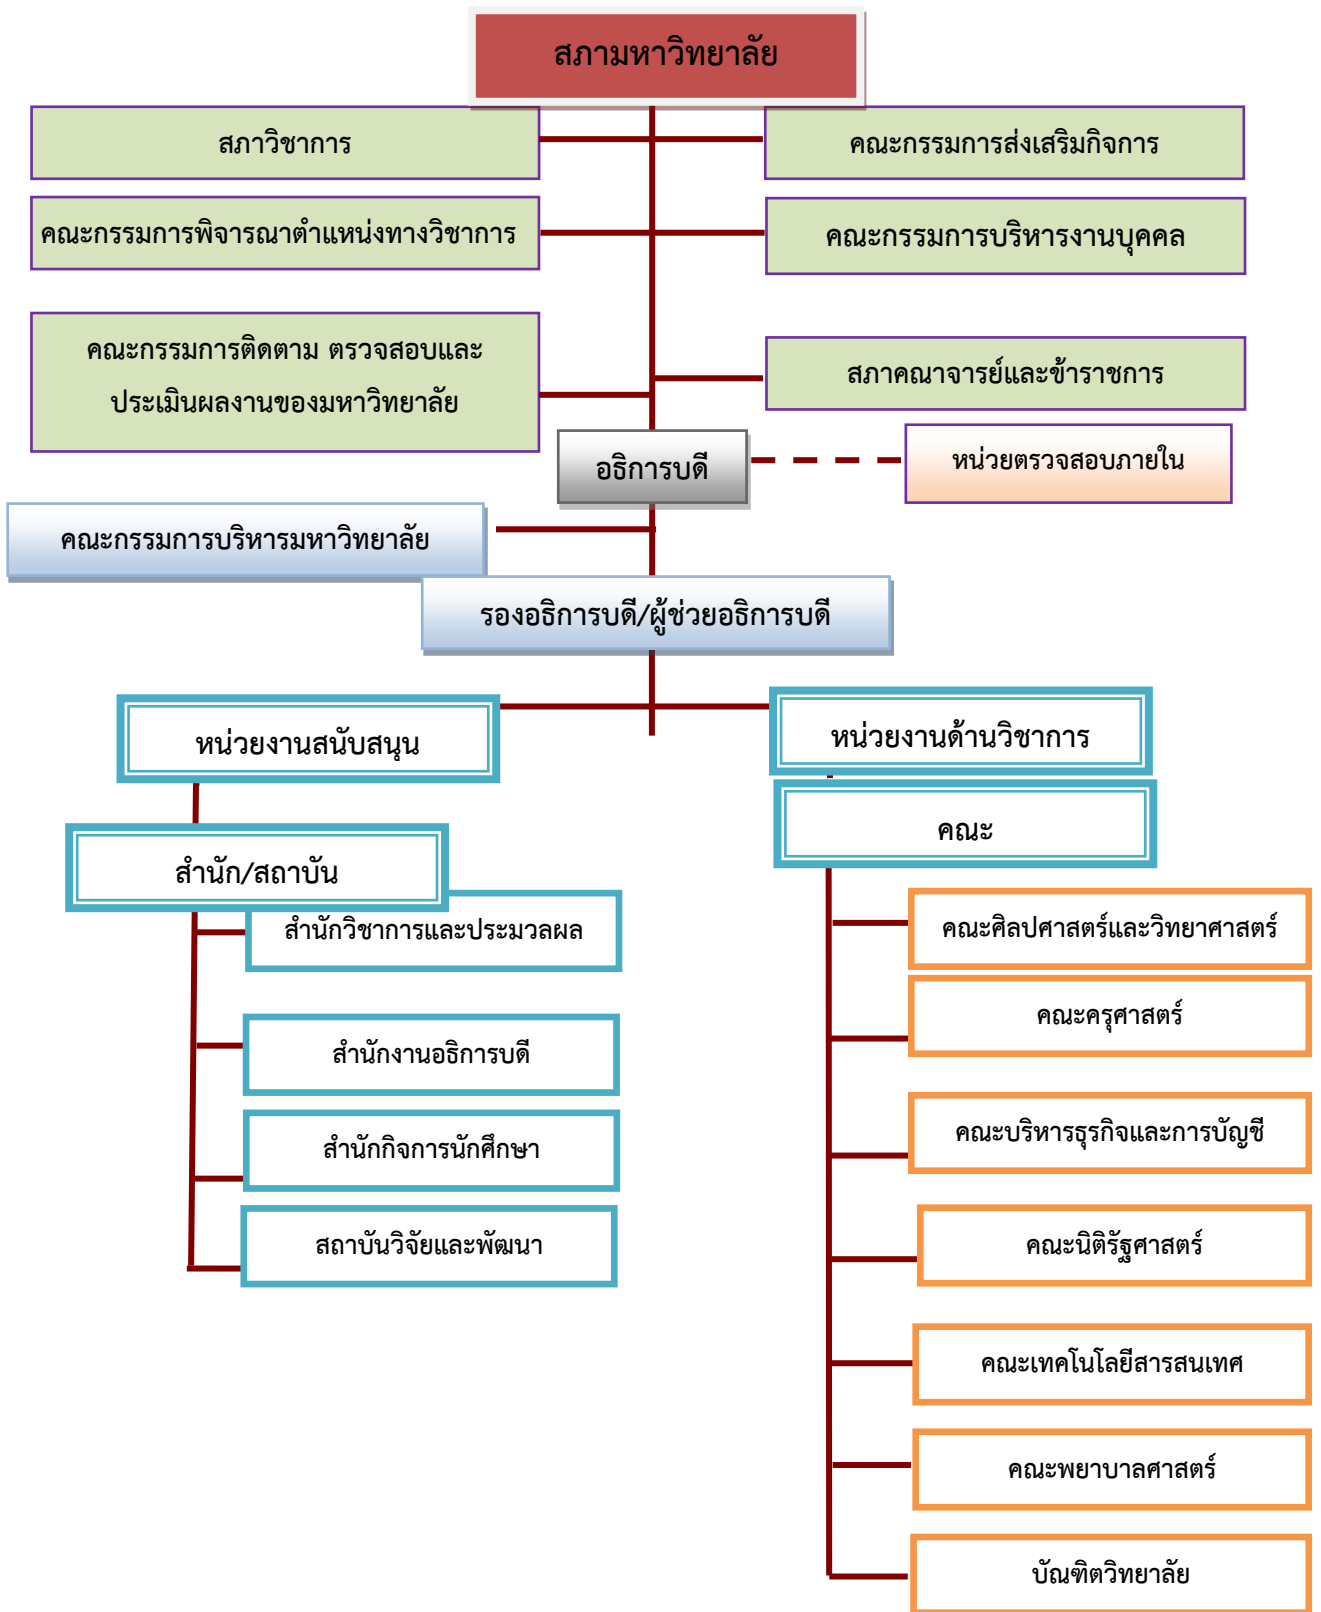 สภามหาวิทยาลัย
สภาวิชาการ
คณะกรรมการส่งเสริมกิจการ
คณะกรรมการพิจารณาตำแหน่งทางวิชาการ
คณะกรรมการบริหารงานบุคคล
คณะกรรมการติดตาม ตรวจสอบและ
ประเมินผลงานของมหาวิทยาลัย
สภาคณาจารย์และข้าราชการ
อธิการบดี
หน่วยตรวจสอบภายใน
คณะกรรมการบริหารมหาวิทยาลัย
รองอธิการบดี/ผู้ช่วยอธิการบดี
หน่วยงานสนับสนุน
สำนัก/สถาบัน
สำนักวิชาการและประมวลผล
สำนักงานอธิการบดี
สำนักกิจการนักศึกษา
สถาบันวิจัยและพัฒนา
หน่วยงานด้านวิชาการ
คณะ
คณะศิลปศาสตร์และวิทยาศาสตร์
คณะครุศาสตร์
คณะบริหารธุรกิจและการบัญชี
คณะนิติรัฐศาสตร์
คณะเทคโนโลยีสารสนเทศ
คณะพยาบาลศาสตร์
บัณฑิตวิทยาลัย